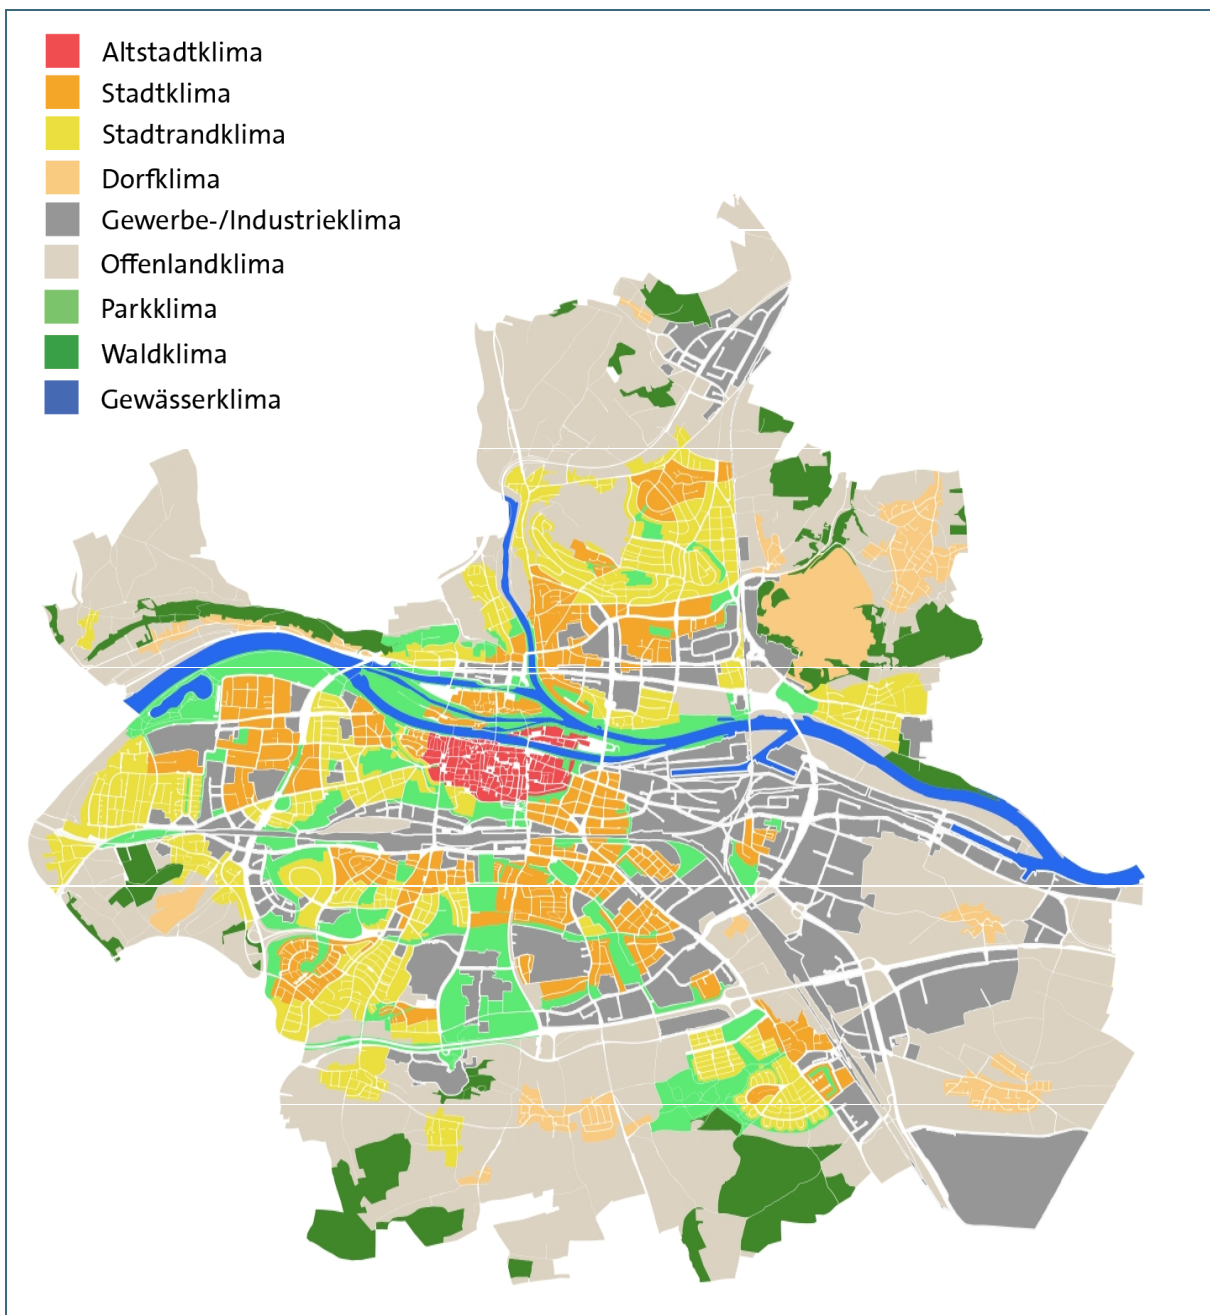 Altstadtklima
Stadtklima
Stadtrandklima
Dorfklima
Gewerbe-/Industrieklima
Offenlandklima
Parkklima
Waldklima
Gewässerklima